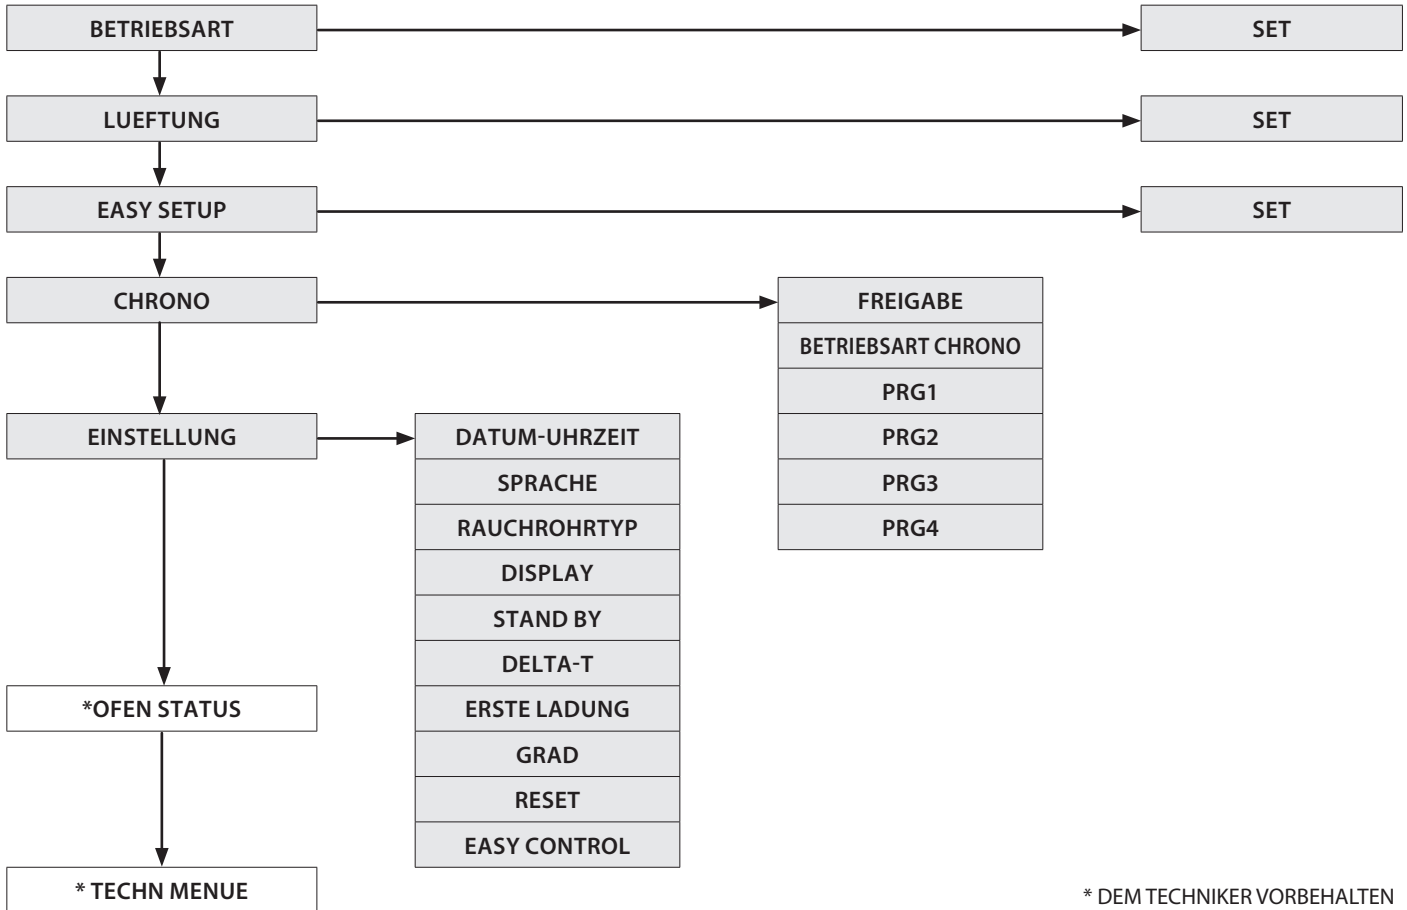 BETRIEBSART
SET
LUEFTUNG
SET
EASY SETUP
SET
CHRONO
FREIGABE
BETRIEBSART CHRONO
PRG1
PRG2
PRG3
PRG4
EINSTELLUNG
DATUM-UHRZEIT
SPRACHE
RAUCHROHRTYP
DISPLAY
STAND BY
DELTA-T
ERSTE LADUNG
GRAD
RESET
EASY CONTROL
*OFEN STATUS
* TECHN MENUE
* DEM TECHNIKER VORBEHALTEN